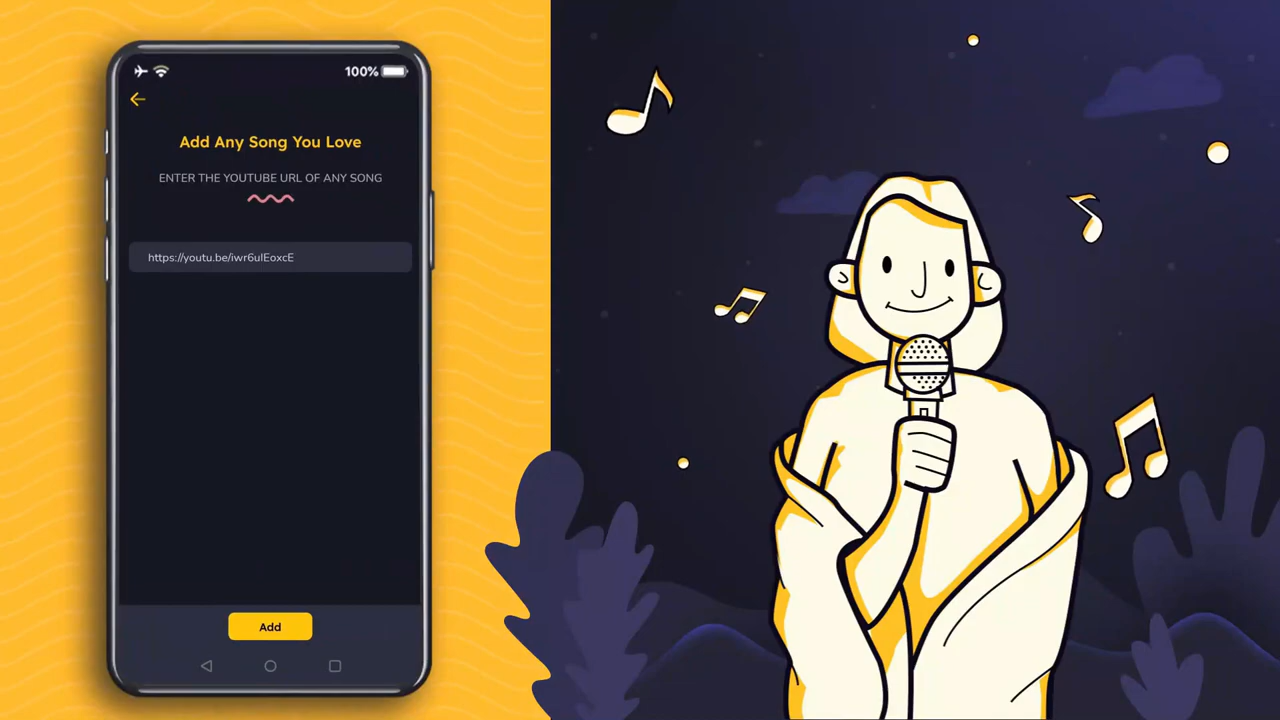 100%
Add Any Song You Love
ENTER THE YOUTUBE URL OF ANY SONG
https://youtu.be/iwr6ulEoxcE
Add